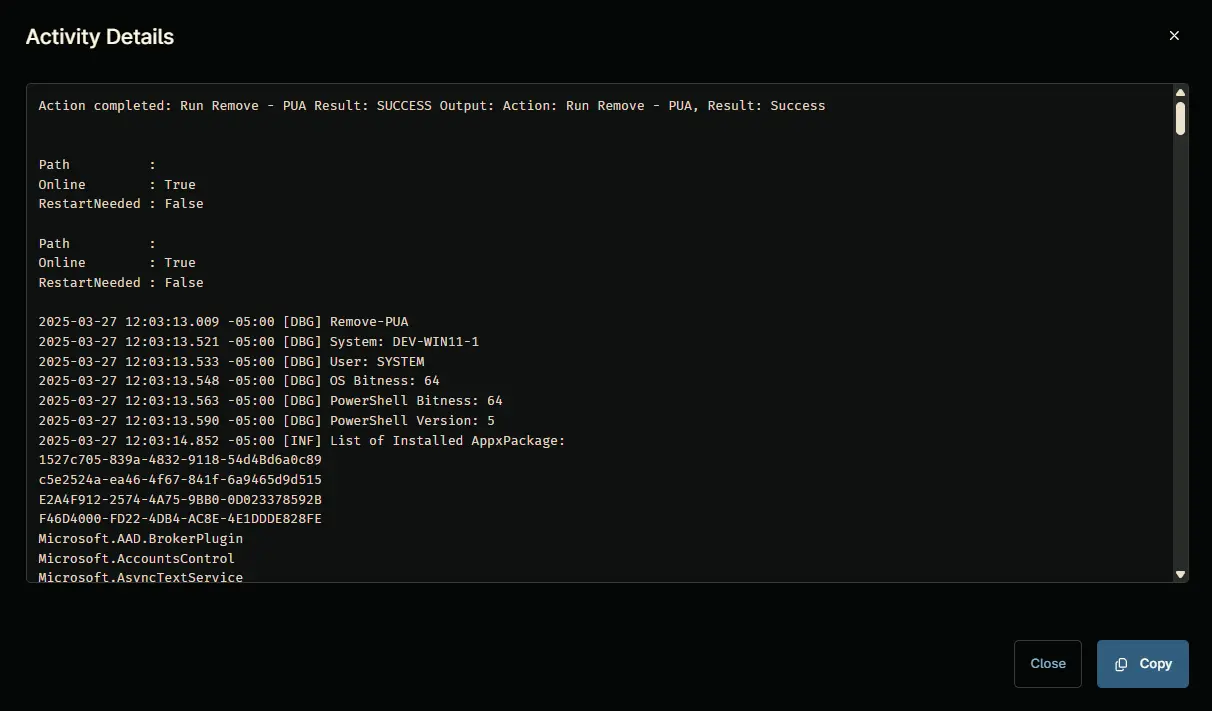 Activity Details
Action completed: Run Remove - PUA Result: SUCCESS Output: Action: Run Remove - PUA, Result: Success
Path          :
Online        : True
RestartNeeded : False
Path          :
Online        : True
RestartNeeded : False
2025-03-27 12:03:13.009 -05:00 [DBG] Remove-PUA
2025-03-27 12:03:13.521 -05:00 [DBG] System: DEV-WIN11-1
2025-03-27 12:03:13.533 -05:00 [DBG] User: SYSTEM
2025-03-27 12:03:13.548 -05:00 [DBG] OS Bitness: 64
2025-03-27 12:03:13.563 -05:00 [DBG] PowerShell Bitness: 64
2025-03-27 12:03:13.590 -05:00 [DBG] PowerShell Version: 5
2025-03-27 12:03:14.852 -05:00 [INF] List of Installed AppxPackage:
1527c705-839a-4832-9118-54d4Bd6a0c89
c5e2524a-ea46-4f67-841f-6a9465d9d515
E2A4F912-2574-4A75-9BB0-0D023378592B
F46D4000-FD22-4DB4-AC8E-4E1DDDE828FE
Microsoft.AAD.BrokerPlugin
Microsoft.AccountsControl
Microsoft.AsyncTextService
Close
Copy